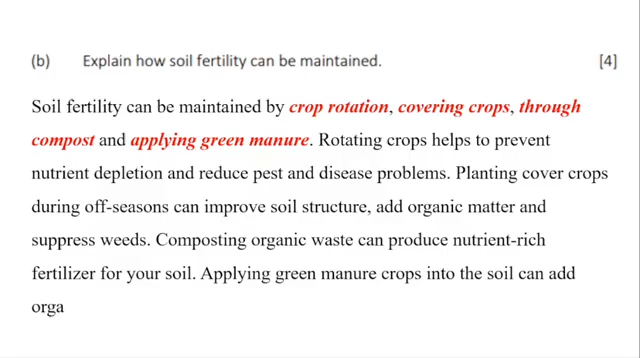 (b) Explain how soil fertility can be maintained. [4]
Soil fertility can be maintained by crop rotation, covering crops, through
compost and applying green manure. Rotating crops helps to prevent
nutrient depletion and reduce pest and disease problems. Planting cover crops
during off-seasons can improve soil structure, add organic matter and
suppress weeds. Composting organic waste can produce nutrient-rich
fertilizer for your soil. Applying green manure crops into the soil can add
orga